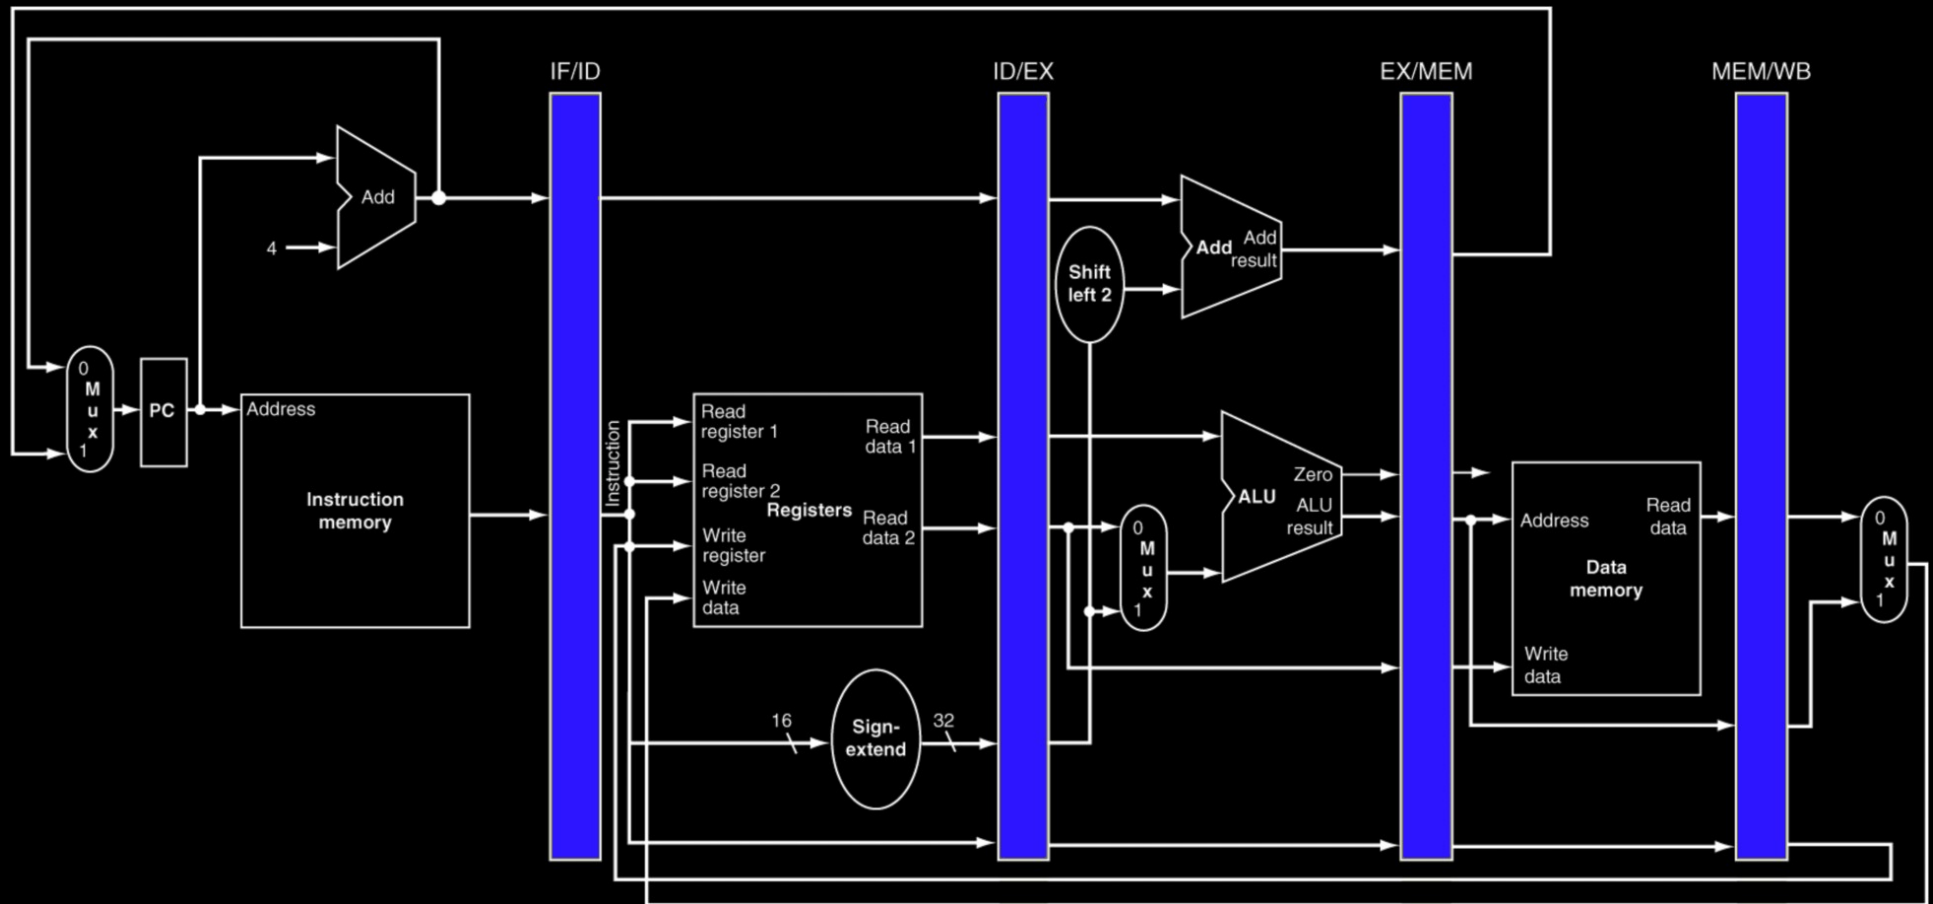 IF/ID
ID/EX
EX/MEM
MEM/WB
Add
4
Add
Add
result
Shift
left 2
0
M
u
x
1
PC
Address
Instruction
memory
Instruction
Read
register 1
Read
register 2
Write
register
Write
data
Registers
Read
data 1
Read
data 2
16
Sign-
extend
32
0
M
u
x
1
ALU
Zero
ALU
result
Address
Read
data
Data
memory
Write
data
0
M
u
x
1